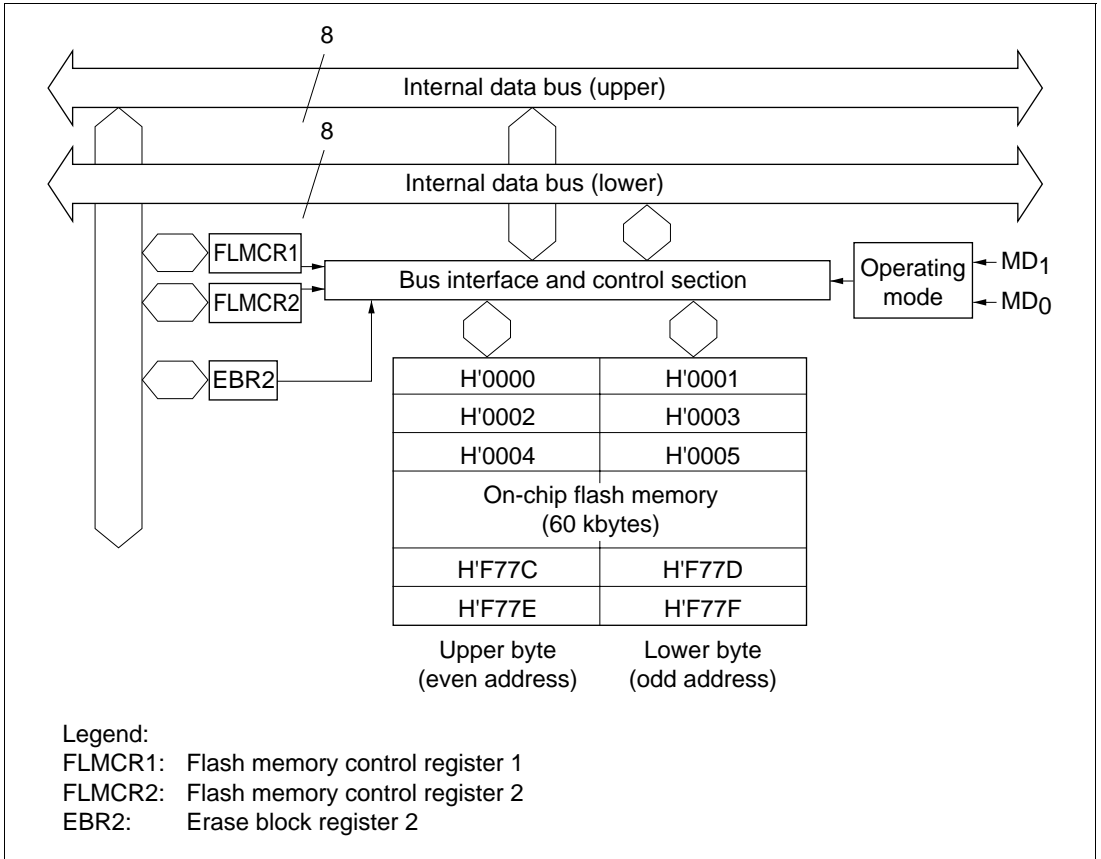 8
Internal data bus (upper)
8
Internal data bus (lower)
FLMCR1
Bus interface and control section
Operating
mode
MD1
FLMCR2
MD0
EBR2
H'0000 H'0001
H'0002 H'0003
H'0004 H'0005
On-chip flash memory
(60 kbytes)
H'F77C H'F77D
H'F77E H'F77F
Upper byte
(even address)
Lower byte
(odd address)
Legend:
FLMCR1: Flash memory control register 1
FLMCR2: Flash memory control register 2
EBR2: Erase block register 2